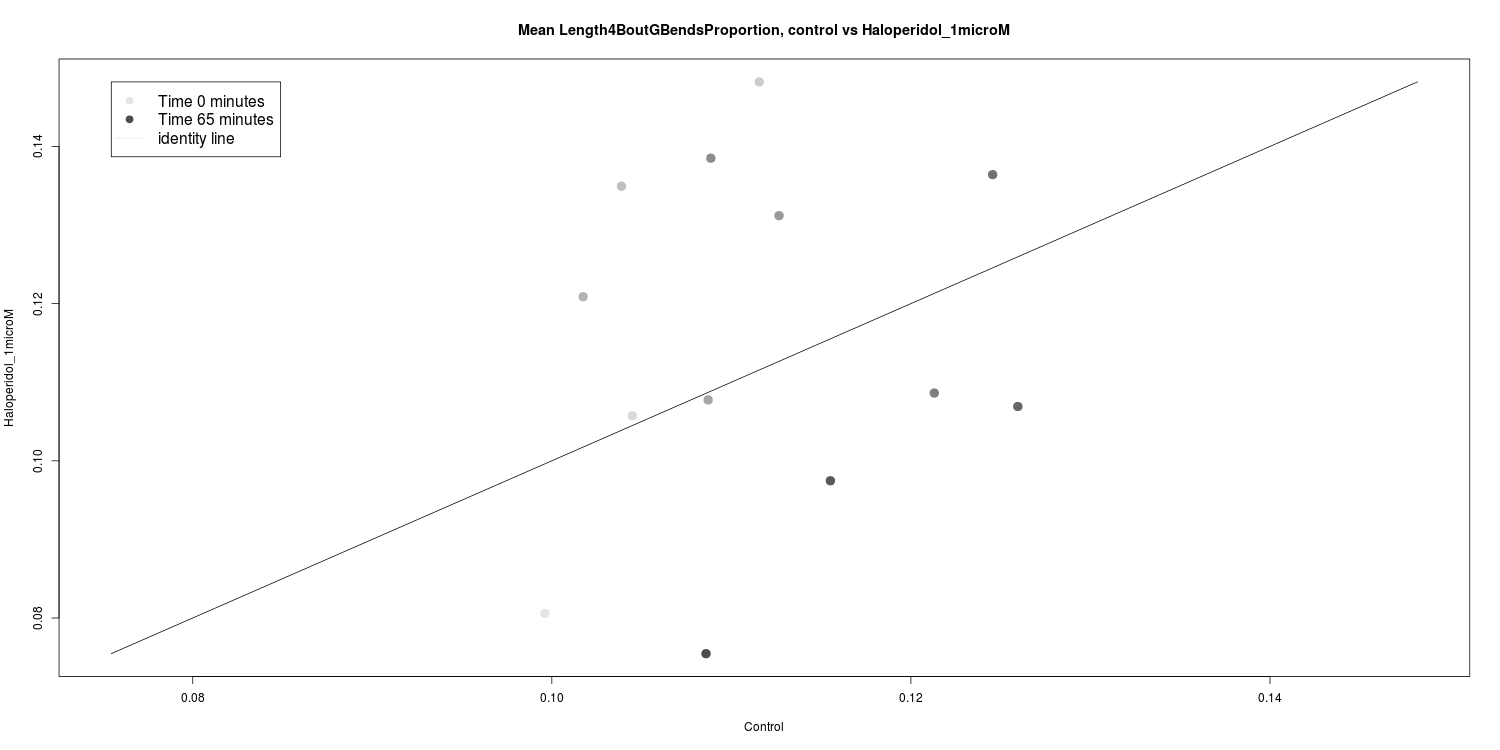 Mean Length4BoutGBendsProportion, control vs Haloperidol_1microM
Time 0 minutes
Time 65 minutes
identity line
Haloperidol_1microM
0.14
0.12
0.10
0.08
0.08 0.10 0.12 0.14
Control